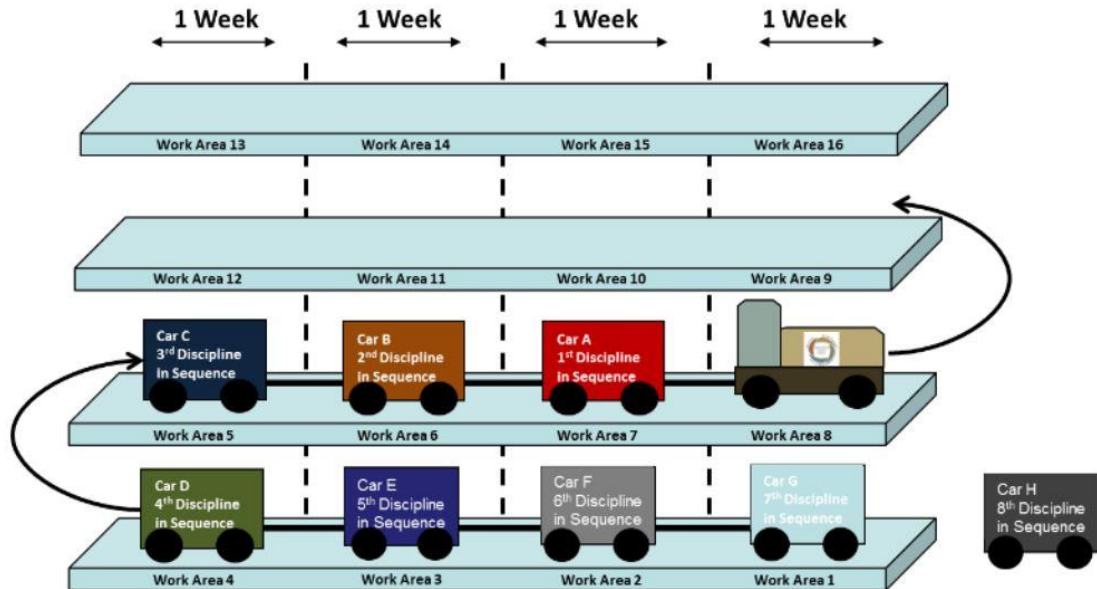 1 Week 1 Week 1 Week 1 Week
Work Area 13 Work Area 14 Work Area 15 Work Area 16
Work Area 12 Work Area 11 Work Area 10 Work Area 9
Car C
3rd Discipline
in Sequence
Car B
2nd Discipline
in Sequence
Car A
1st Discipline
in Sequence
Work Area 5 Work Area 6 Work Area 7 Work Area 8
Car D
4th Discipline
in Sequence
Car E
5th Discipline
in Sequence
Car F
6th Discipline
in Sequence
Car G
7th Discipline
in Sequence
Car H
8th Discipline
in Sequence
Work Area 4 Work Area 3 Work Area 2 Work Area 1